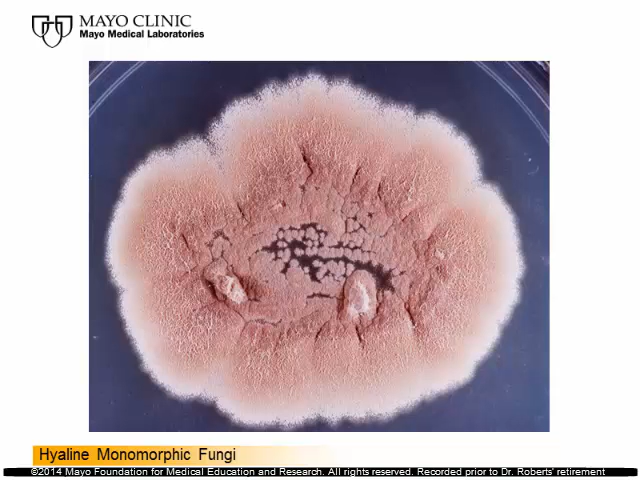 MAYO CLINIC
Mayo Medical Laboratories
Hyaline Monomorphic Fungi
©2014 Mayo Foundation for Medical Education and Research. All rights reserved. Recorded prior to Dr. Roberts' retirement